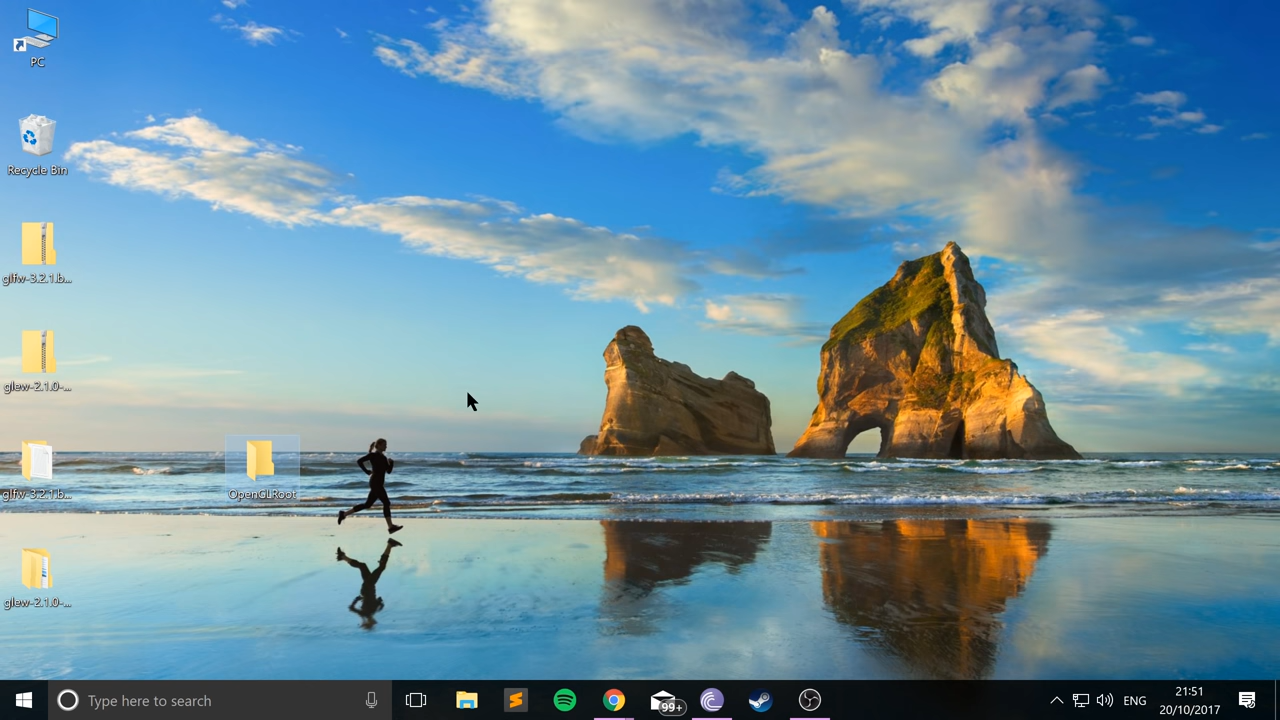 PC
Recycle Bin
glfw-3.2.1.b...
glew-2.1.0-...
glfw-3.2.1.b...
OpenGLRoot
glew-2.1.0-...
Type here to search
99+
ENG
21:51
20/10/2017